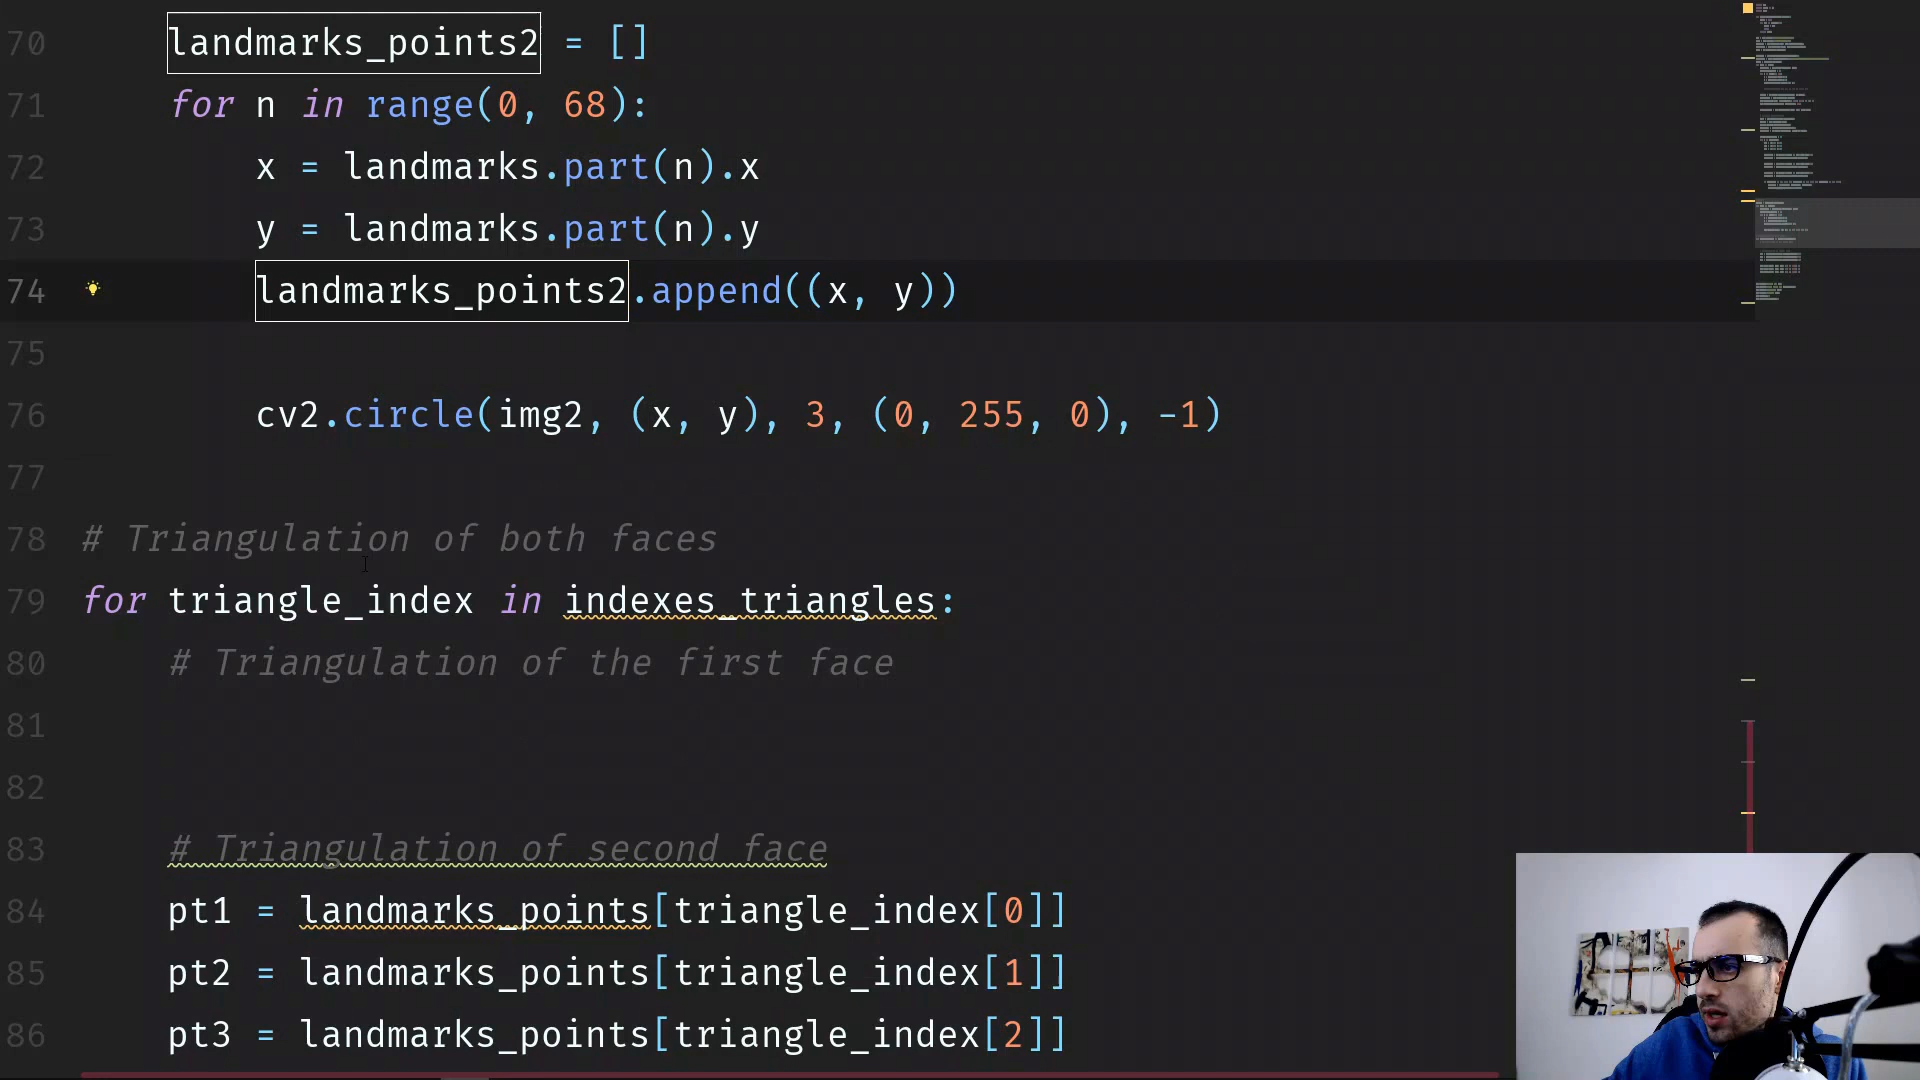 70 landmarks_points2 = []
71 for n in range(0, 68):
72 x = landmarks.part(n).x
73 y = landmarks.part(n).y
74 landmarks_points2.append((x, y))
75
76 cv2.circle(img2, (x, y), 3, (0, 255, 0), -1)
77
78 # Triangulation of both faces
79 for triangle_index in indexes_triangles:
80 # Triangulation of the first face
81
82
83 # Triangulation of second face
84 pt1 = landmarks_points[triangle_index[0]]
85 pt2 = landmarks_points[triangle_index[1]]
86 pt3 = landmarks_points[triangle_index[2]]